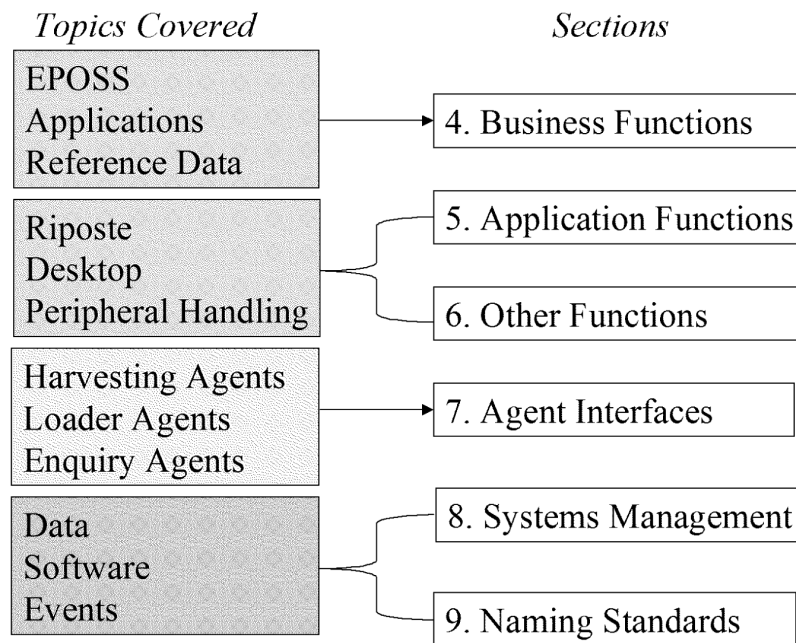 Topics Covered
Sections
EPOSS
Applications
Reference Data
4. Business Functions
Riposte
Desktop
Peripheral Handling
5. Application Functions
6. Other Functions
Harvesting Agents
Loader Agents
Enquiry Agents
7. Agent Interfaces
Data
Software
Events
8. Systems Management
9. Naming Standards